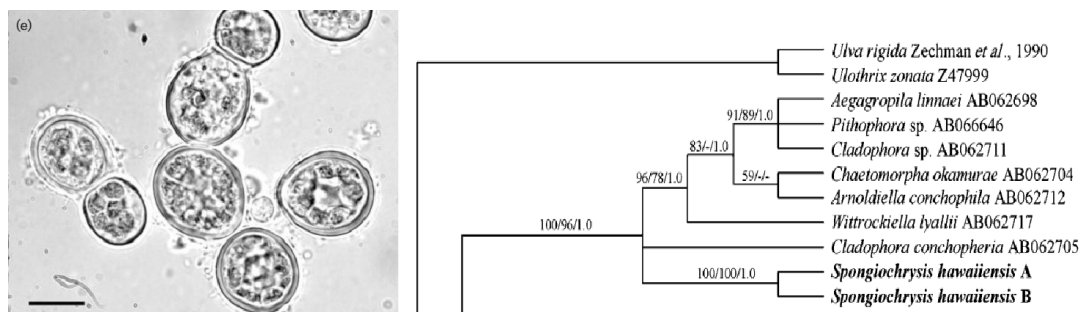 (e)
Ulva rigida Zechman et al., 1990
Ulothrix zonata Z47999
Aegagropila linnaei AB062698
91/89/1.0
Pithophora sp. AB066646
83/-/1.0
Cladophora sp. AB062711
96/78/1.0
59/-/-
Chaetomorpha okamurae AB062704
Arnoldiella conchophila AB062712
Wittrockiella lyallii AB062717
100/96/1.0
Cladophora conchopheria AB062705
100/100/1.0
Spongiochrysis hawaiiensis A
Spongiochrysis hawaiiensis B